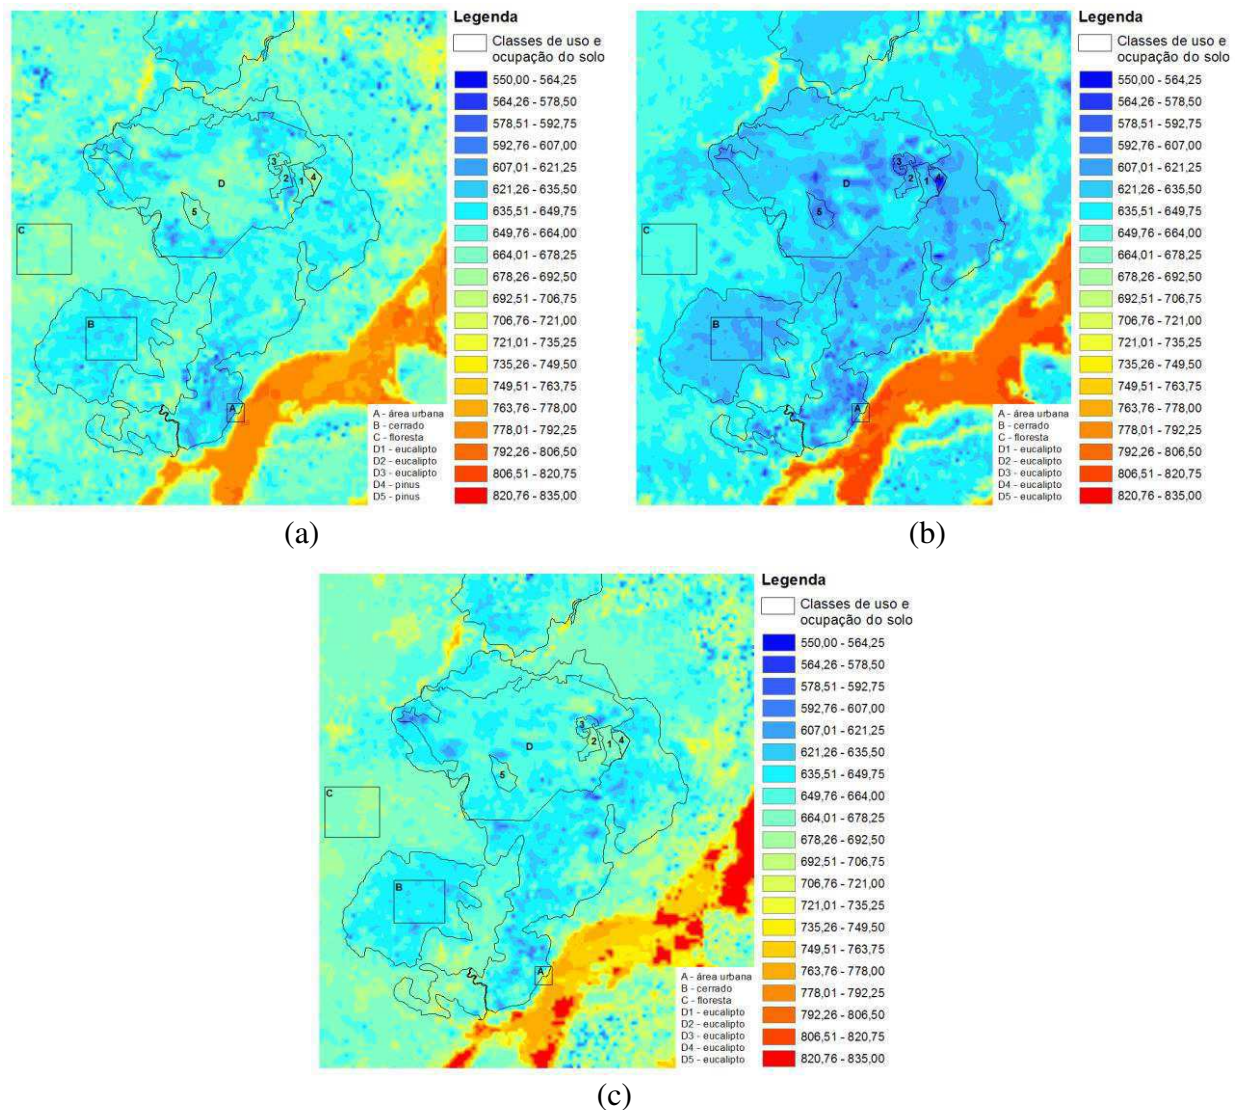 Legenda
Classes de uso e
ocupação do solo
550,00 - 564,25
564,26 - 578,50
578,51 - 592,75
592,76 - 607,00
607,01 - 621,25
621,26 - 635,50
635,51 - 649,75
649,76 - 664,00
664,01 - 678,25
678,26 - 692,50
692,51 - 706,75
706,76 - 721,00
721,01 - 735,25
735,26 - 749,50
749,51 - 763,75
763,76 - 778,00
778,01 - 792,25
792,26 - 806,50
806,51 - 820,75
820,76 - 835,00
3
2 1 4
D
5
C
B
A
A - área urbana
B - cerrado
C - floresta
D1 - eucalipto
D2 - eucalipto
D3 - eucalipto
D4 - pinus
D5 - pinus
(a)
Legenda
Classes de uso e
ocupação do solo
550,00 - 564,25
564,26 - 578,50
578,51 - 592,75
592,76 - 607,00
607,01 - 621,25
621,26 - 635,50
635,51 - 649,75
649,76 - 664,00
664,01 - 678,25
678,26 - 692,50
692,51 - 706,75
706,76 - 721,00
721,01 - 735,25
735,26 - 749,50
749,51 - 763,75
763,76 - 778,00
778,01 - 792,25
792,26 - 806,50
806,51 - 820,75
820,76 - 835,00
3
2 1 4
D
5
C
B
A
A - área urbana
B - cerrado
C - floresta
D1 - eucalipto
D2 - eucalipto
D3 - eucalipto
D4 - eucalipto
D5 - eucalipto
(b)
Legenda
Classes de uso e
ocupação do solo
550,00 - 564,25
564,26 - 578,50
578,51 - 592,75
592,76 - 607,00
607,01 - 621,25
621,26 - 635,50
635,51 - 649,75
649,76 - 664,00
664,01 - 678,25
678,26 - 692,50
692,51 - 706,75
706,76 - 721,00
721,01 - 735,25
735,26 - 749,50
749,51 - 763,75
763,76 - 778,00
778,01 - 792,25
792,26 - 806,50
806,51 - 820,75
820,76 - 835,00
3
2 1 4
D
5
C
B
A
A - área urbana
B - cerrado
C - floresta
D1 - eucalipto
D2 - eucalipto
D3 - eucalipto
D4 - eucalipto
D5 - eucalipto
(c)